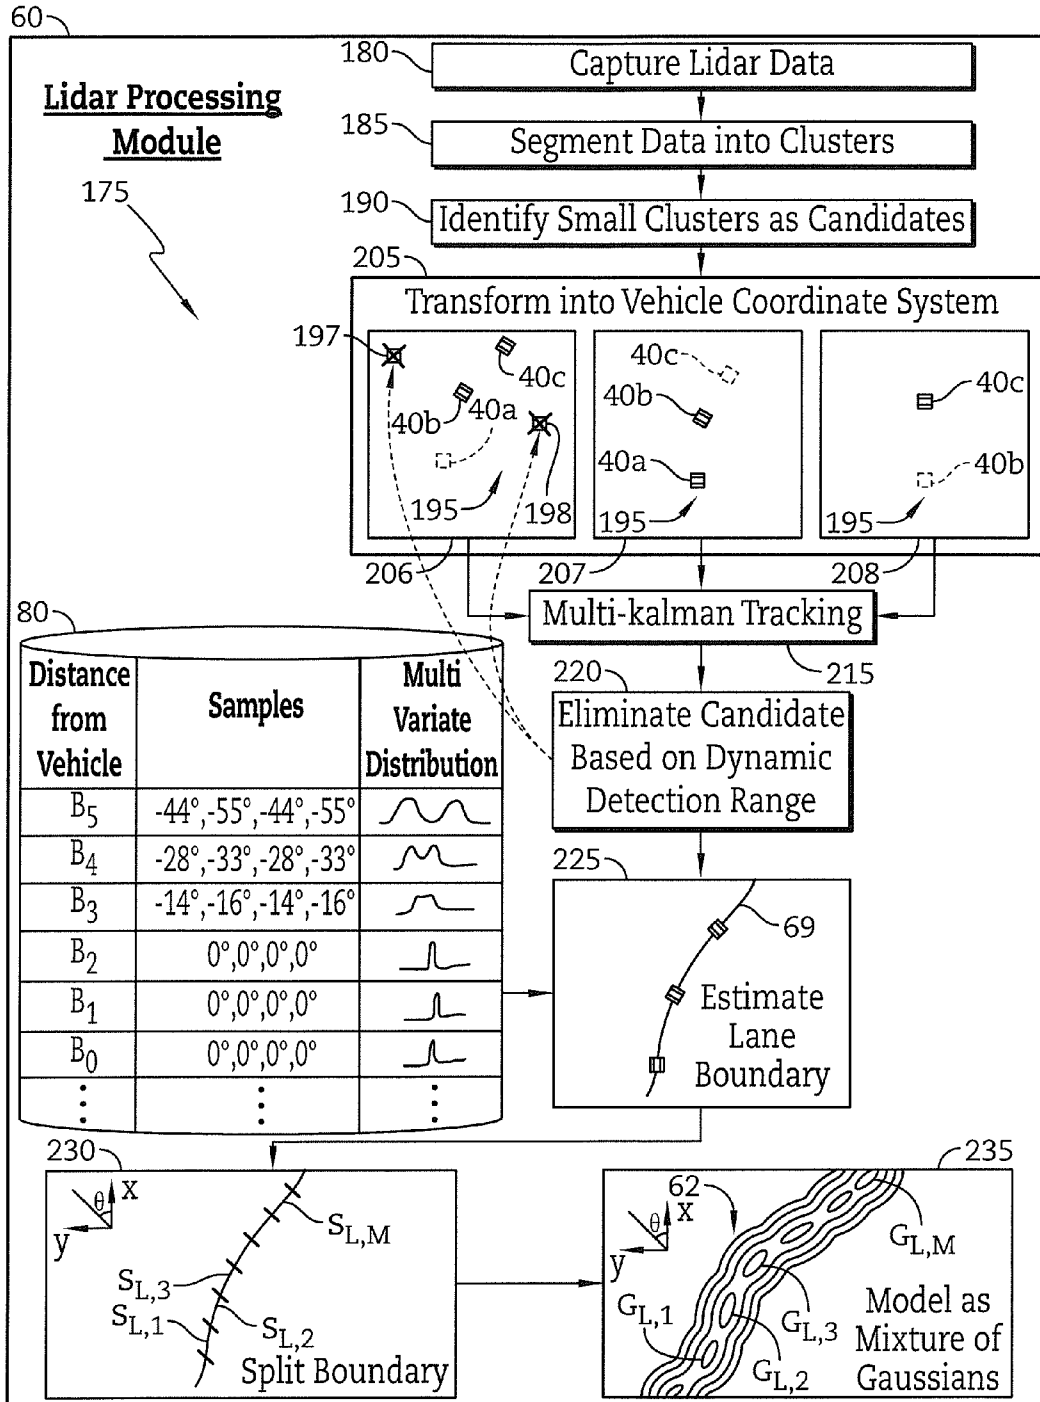 60
Lidar Processing
Module
175
180
Capture Lidar Data
185
Segment Data into Clusters
190
Identify Small Clusters as Candidates
205
Transform into Vehicle Coordinate System
197
40c
40b
40a
195
198
40c
40b
40a
195
40c
40b
195
206
207
208
Multi-kalman Tracking
215
80
Distance
from
Vehicle
Samples
Multi
Variate
Distribution
B5
-44°,-55°,-44°,-55°
B4
-28°,-33°,-28°,-33°
B3
-14°,-16°,-14°,-16°
B2
0°,0°,0°,0°
B1
0°,0°,0°,0°
B0
0°,0°,0°,0°
220
Eliminate Candidate
Based on Dynamic
Detection Range
225
69
Estimate
Lane
Boundary
230
θ
x
y
SL,M
SL,3
SL,1
SL,2
Split Boundary
235
62
θ
x
y
GL,M
GL,1
GL,3
GL,2
Model as
Mixture of
Gaussians